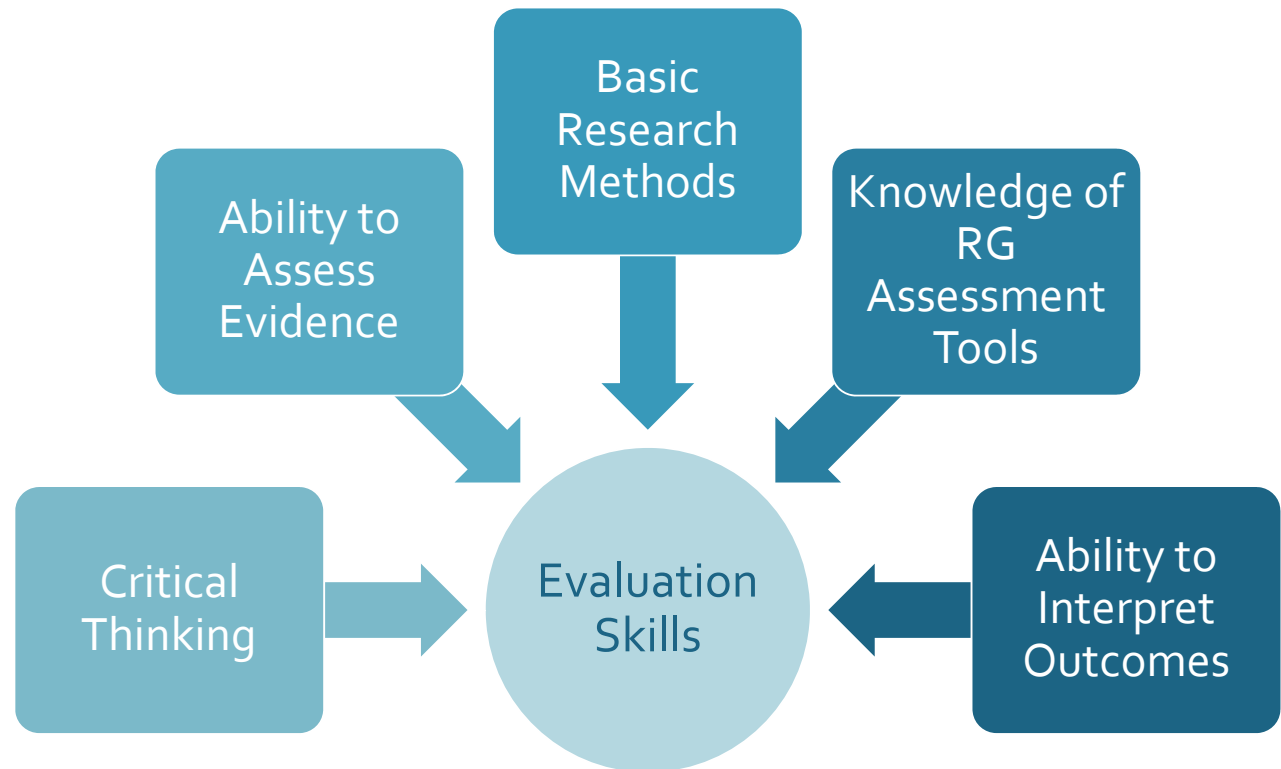 Basic
Research
Methods
Ability to
Assess
Evidence
Knowledge of
RG
Assessment
Tools
Critical
Thinking
Evaluation
Skills
Ability to
Interpret
Outcomes